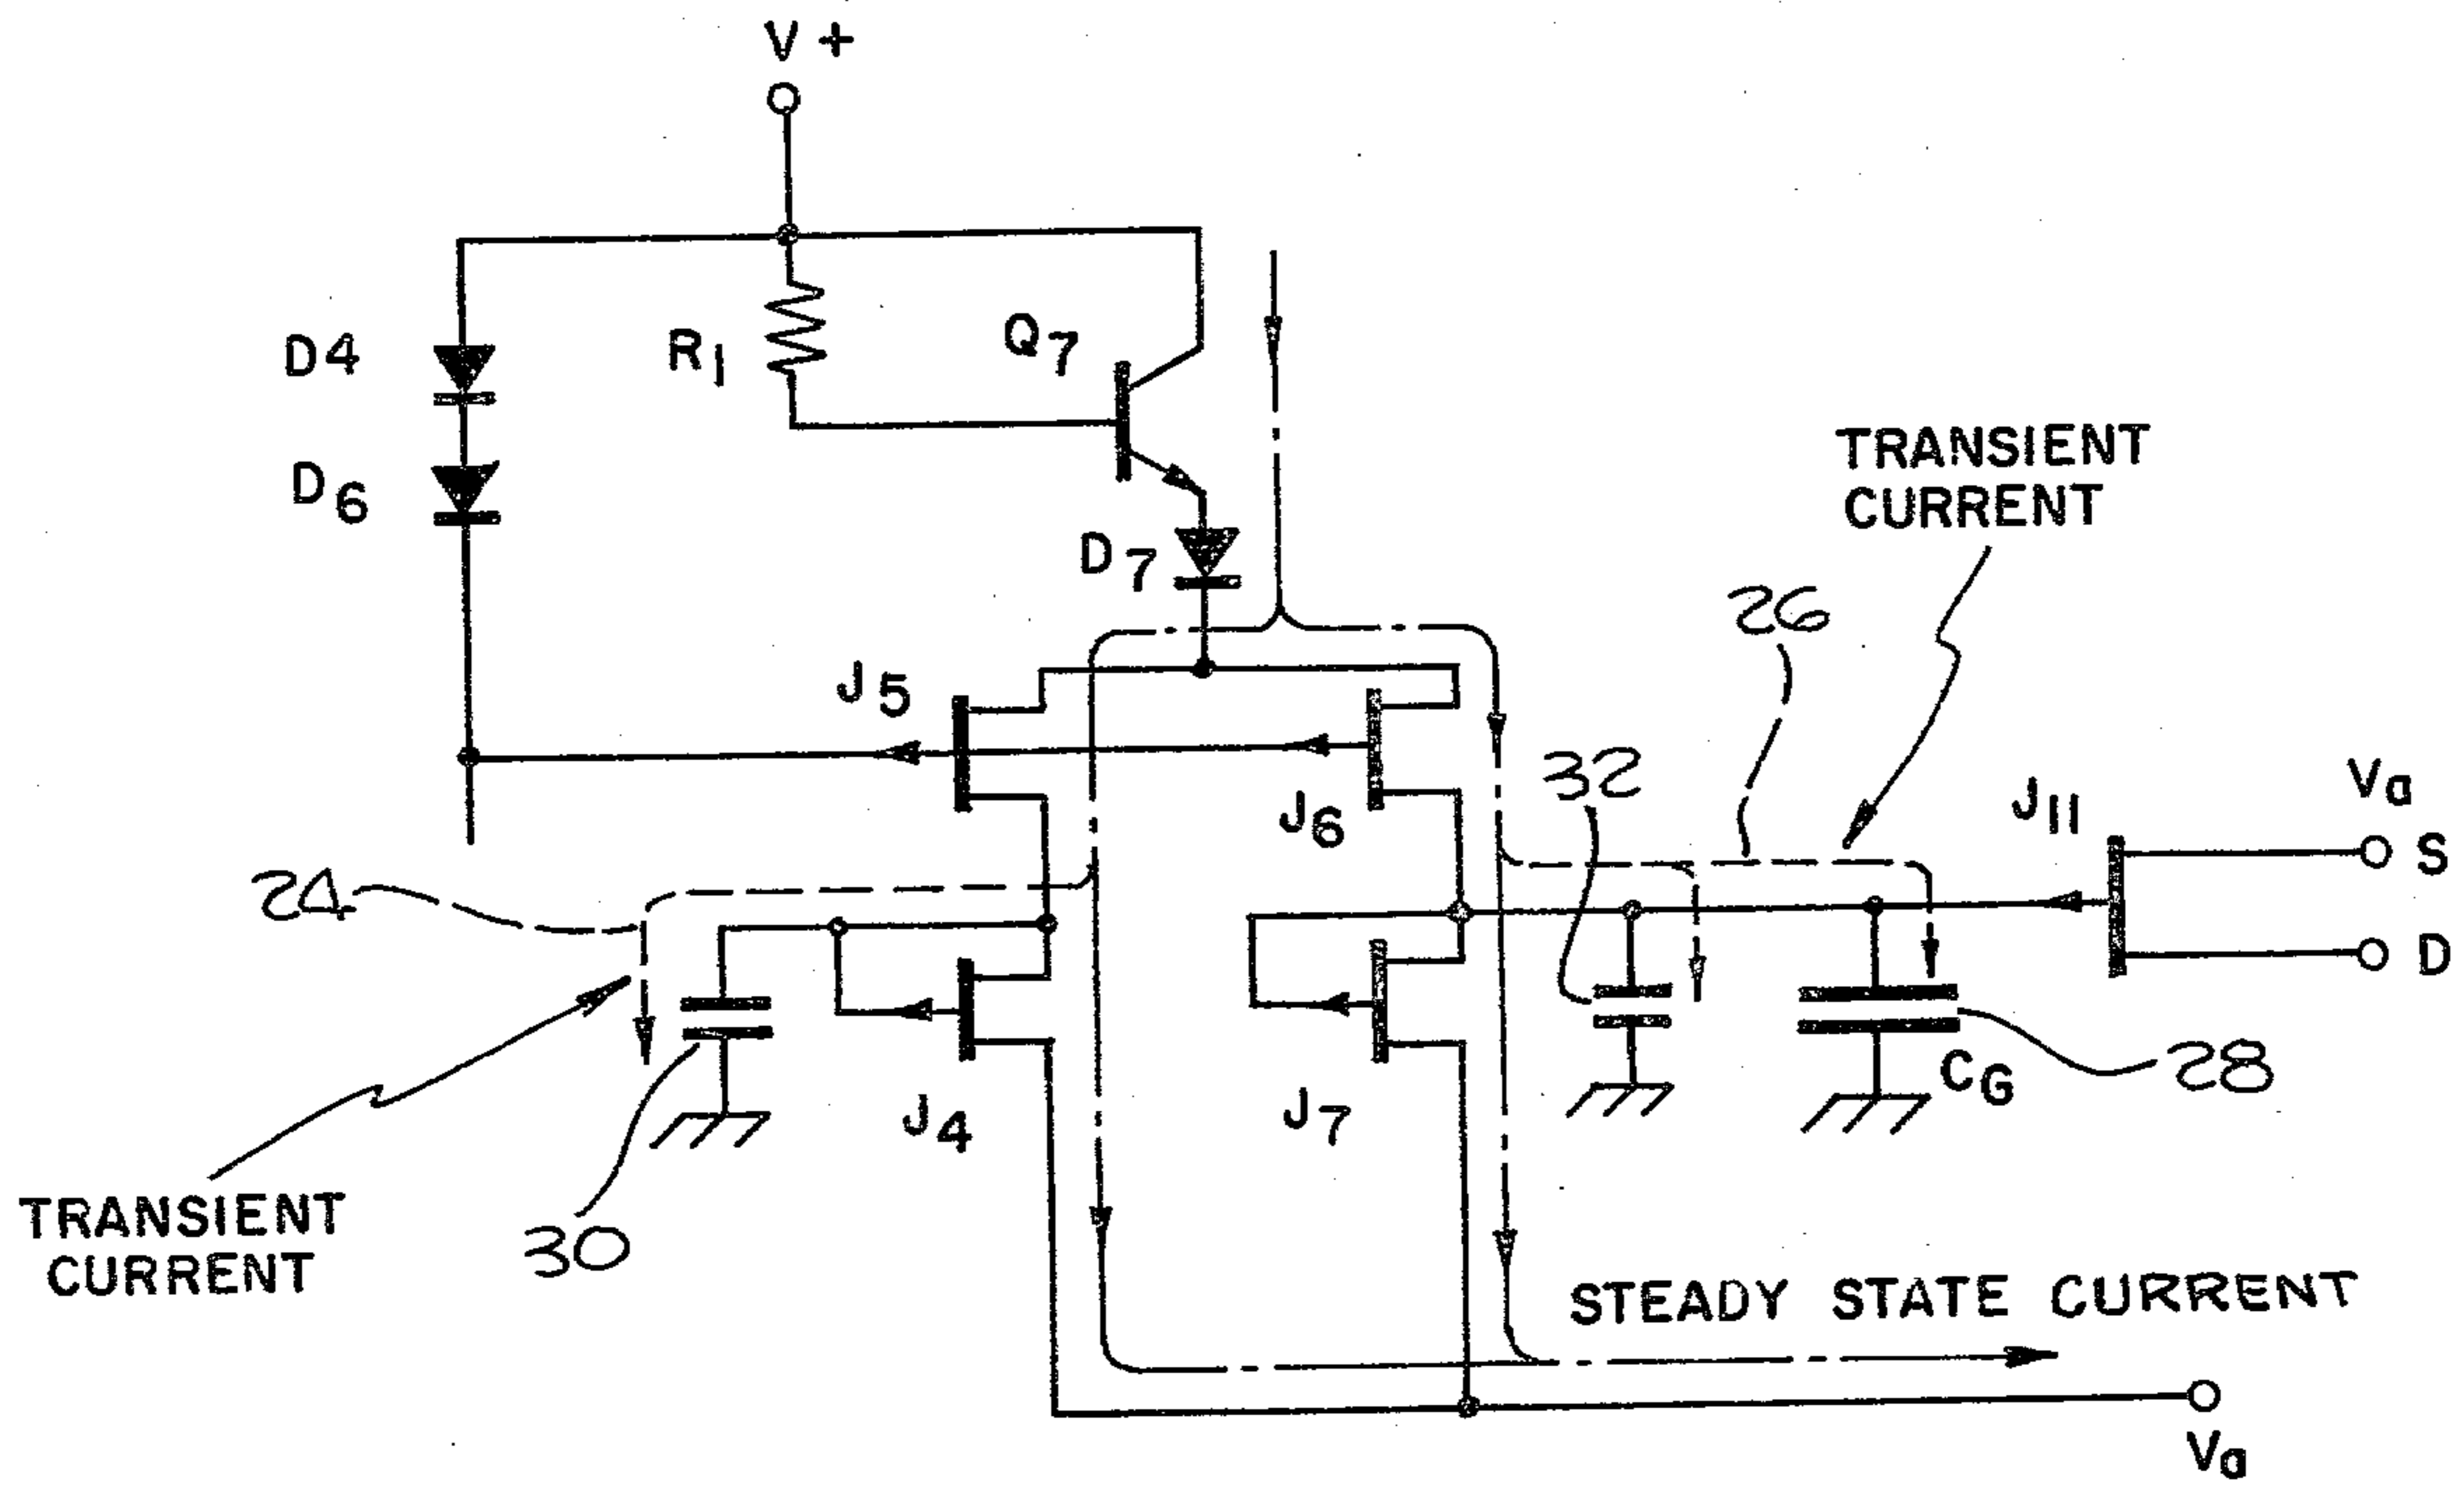 V +
D4
R1
Q7
D6
D7
TRANSIENT
CURRENT
26
J5
32
J6
J11
Va
S
24
D
J4
J7
CG
28
TRANSIENT
CURRENT
30
STEADY STATE CURRENT
Va